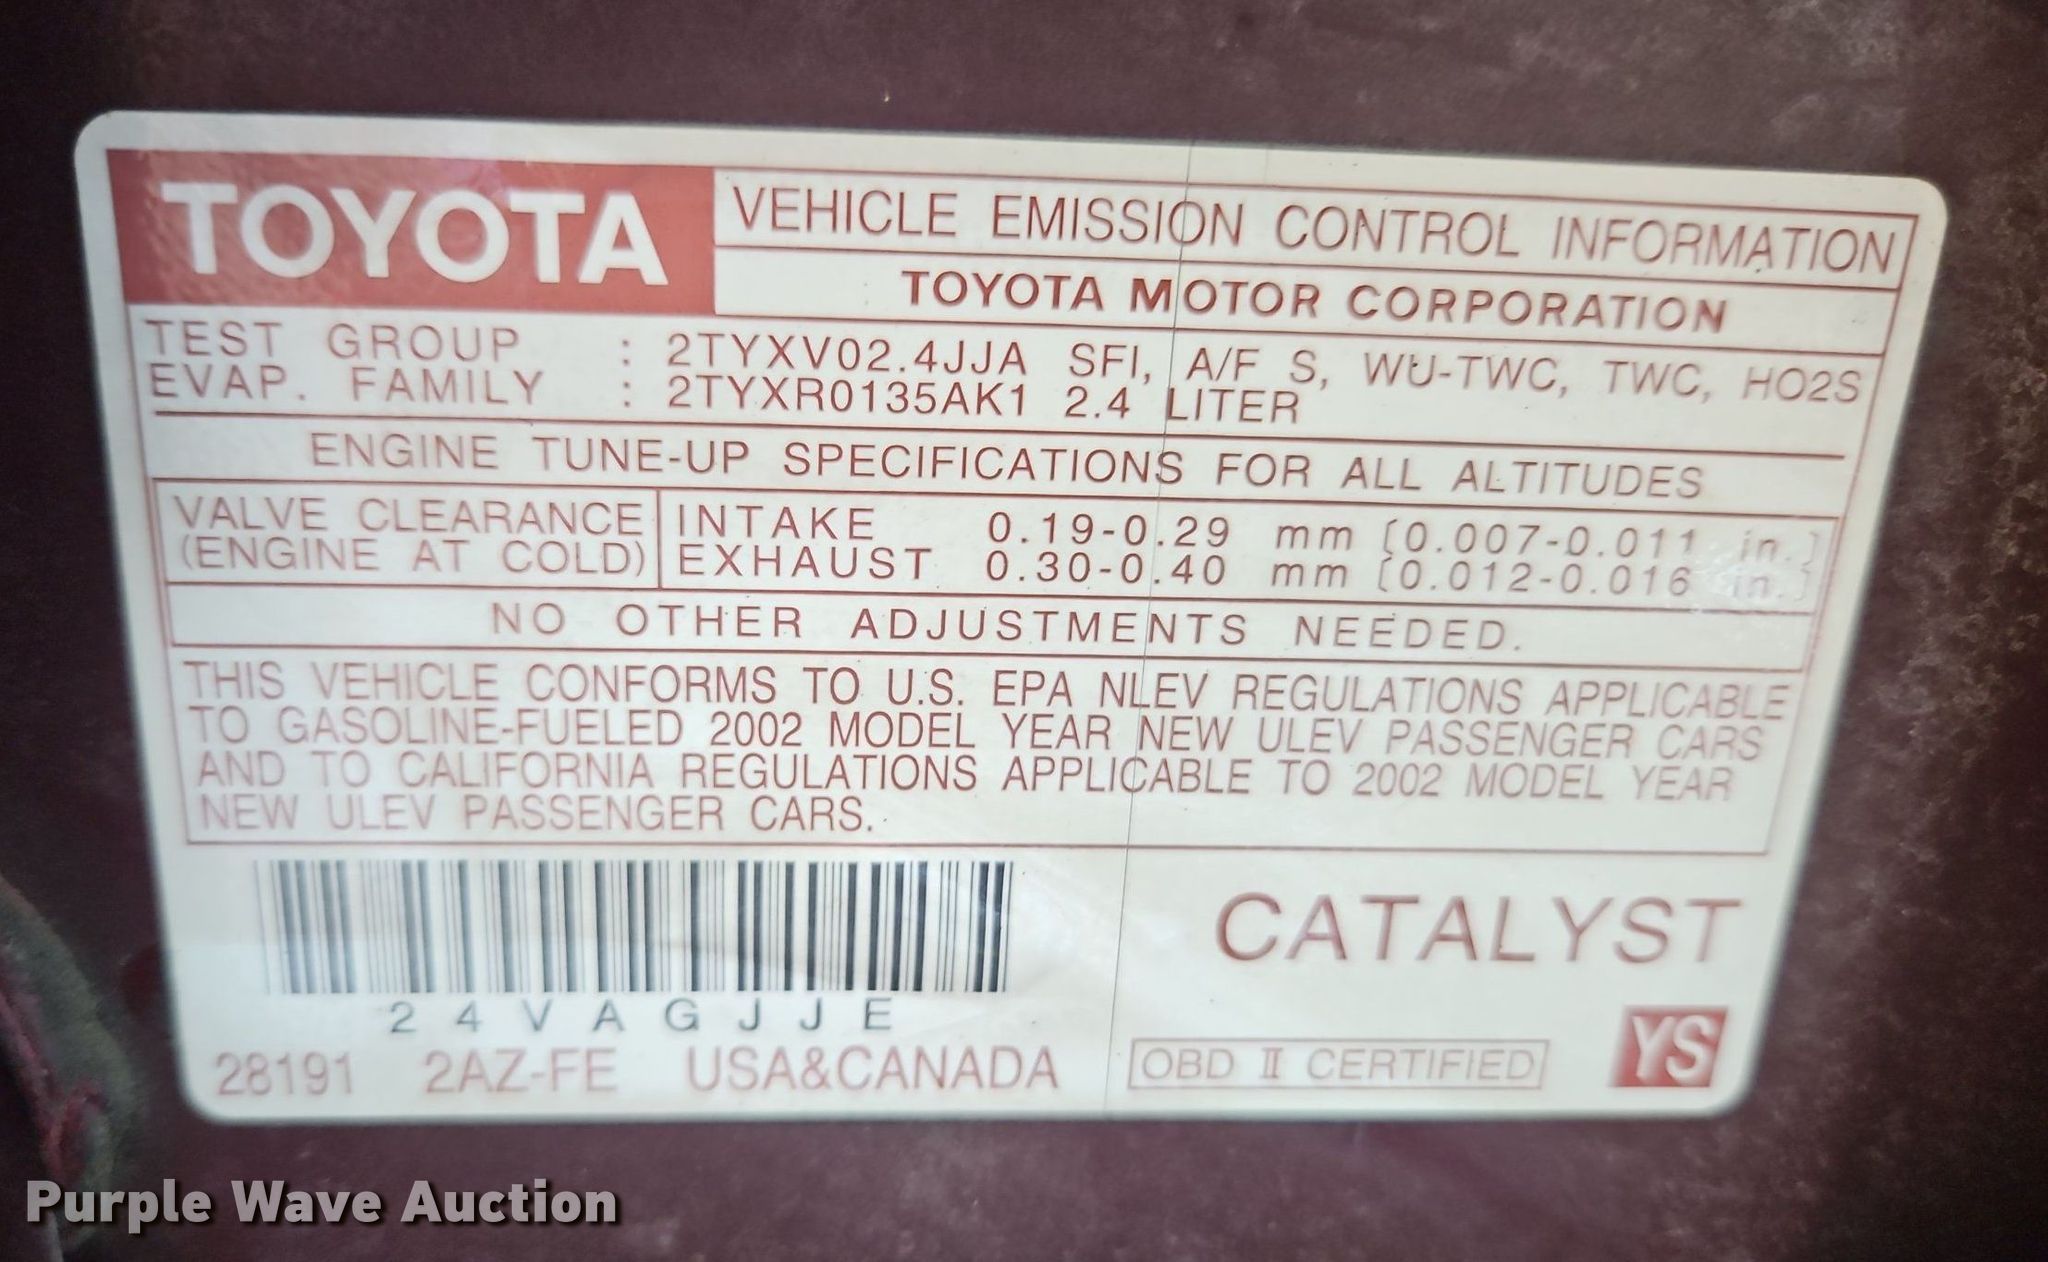 TOYOTA
VEHICLE EMISSION CONTROL INFORMATION
TOYOTA MOTOR CORPORATION
TEST GROUP : 2TYXV02.4JJA SFI, A/F S, WU-TWC, TWC, HO2S
EVAP. FAMILY : 2TYXR0135AK1 2.4 LITER
ENGINE TUNE-UP SPECIFICATIONS FOR ALL ALTITUDES
VALVE CLEARANCE INTAKE 0.19-0.29 mm [0.007-0.011 in.]
(ENGINE AT COLD) EXHAUST 0.30-0.40 mm [0.012-0.016 in.]
NO OTHER ADJUSTMENTS NEEDED.
THIS VEHICLE CONFORMS TO U.S. EPA NLEV REGULATIONS APPLICABLE
TO GASOLINE-FUELED 2002 MODEL YEAR NEW ULEV PASSENGER CARS
AND TO CALIFORNIA REGULATIONS APPLICABLE TO 2002 MODEL YEAR
NEW ULEV PASSENGER CARS.
CATALYST
24VAGJJE
28191 2AZ-FE USA&CANADA OBD II CERTIFIED YS
Purple Wave Auction